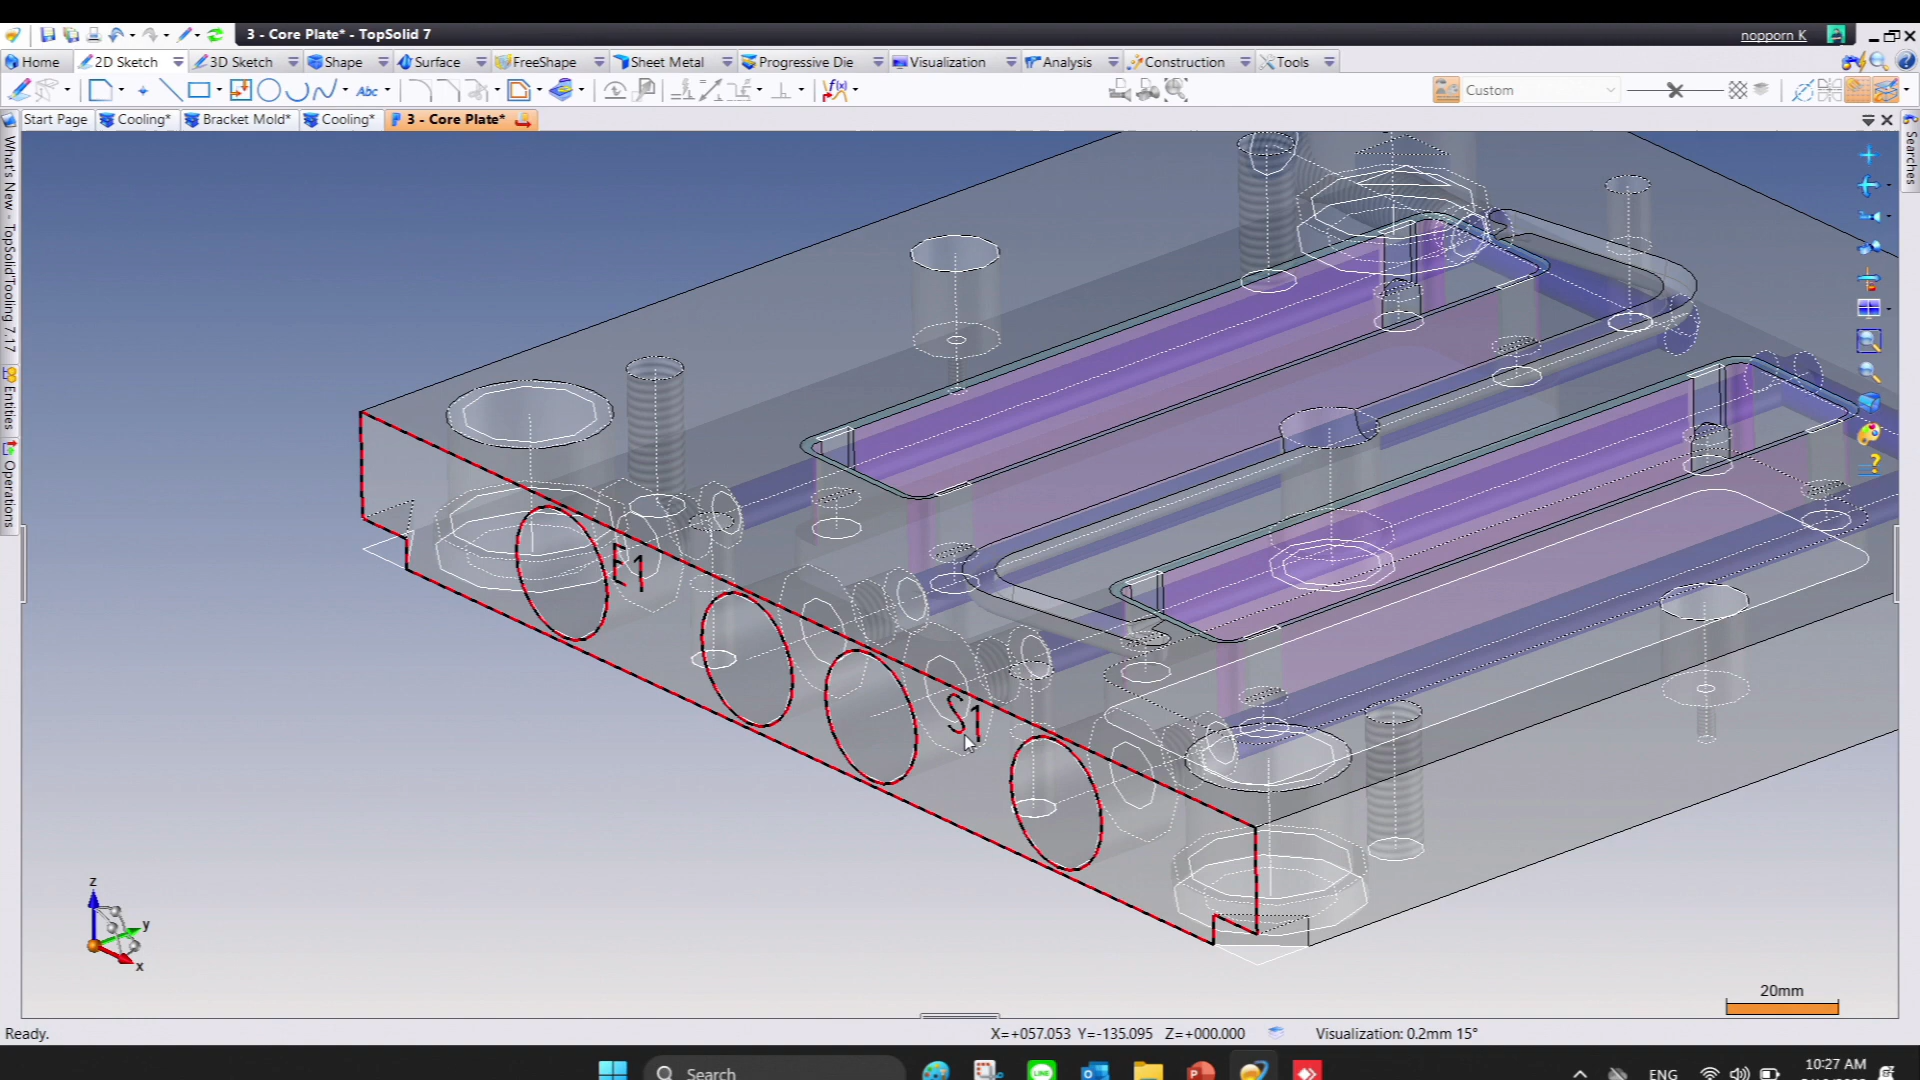 3 - Core Plate* - TopSolid 7
nopporn K
Home
2D Sketch
3D Sketch
Shape
Surface
FreeShape
Sheet Metal
Progressive Die
Visualization
Analysis
Construction
Tools
Abc
Custom
Start Page
Cooling*
Bracket Mold*
Cooling*
3 - Core Plate*
What's New - TopSolid'Tooling 7.17
Entities
Operations
Searches
E1
S1
z
y
x
20mm
Ready.
X=+057.053 Y=-135.095 Z=+000.000
Visualization: 0.2mm 15°
Search
LINE
ENG
10:27 AM